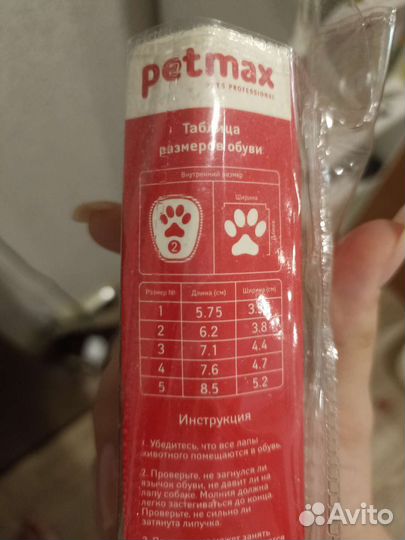 petmax
PETS PROFESSIONAL
Таблица
размеров обуви
Внутренний размер
Ширина
Длина
2
Размер № Длина (см) Ширина (см)
1 5.75
2 6.2 3.8
3 7.1 4.4
4 7.6 4.7
5 8.5 5.2
Инструкция
1. Убедитесь, что все лапы
животного помещаются в обувь.
2. Проверьте, не загнулся ли
язычок обуви, не давит ли на
лапу собаке. Молния должна
легко застегиваться до конца.
Проверьте, не сильно ли
затянута липучка.
занять
Avito